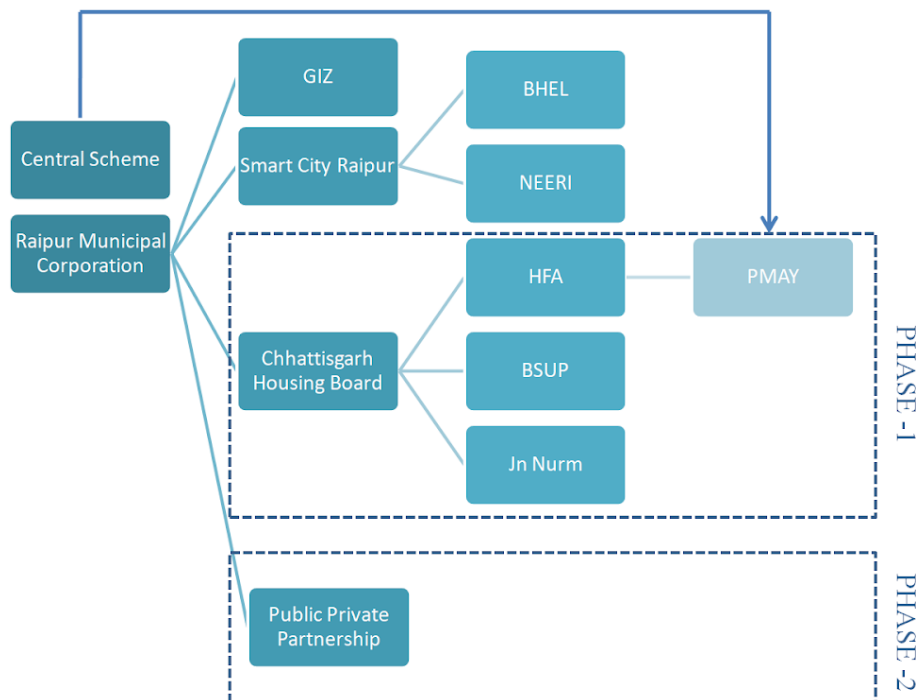 GIZ
BHEL
Central Scheme
Smart City Raipur
NEERI
Raipur Municipal
Corporation
HFA
PMAY
Chhattisgarh
Housing Board
BSUP
Jn Nurm
PHASE -1
Public Private
Partnership
PHASE -2